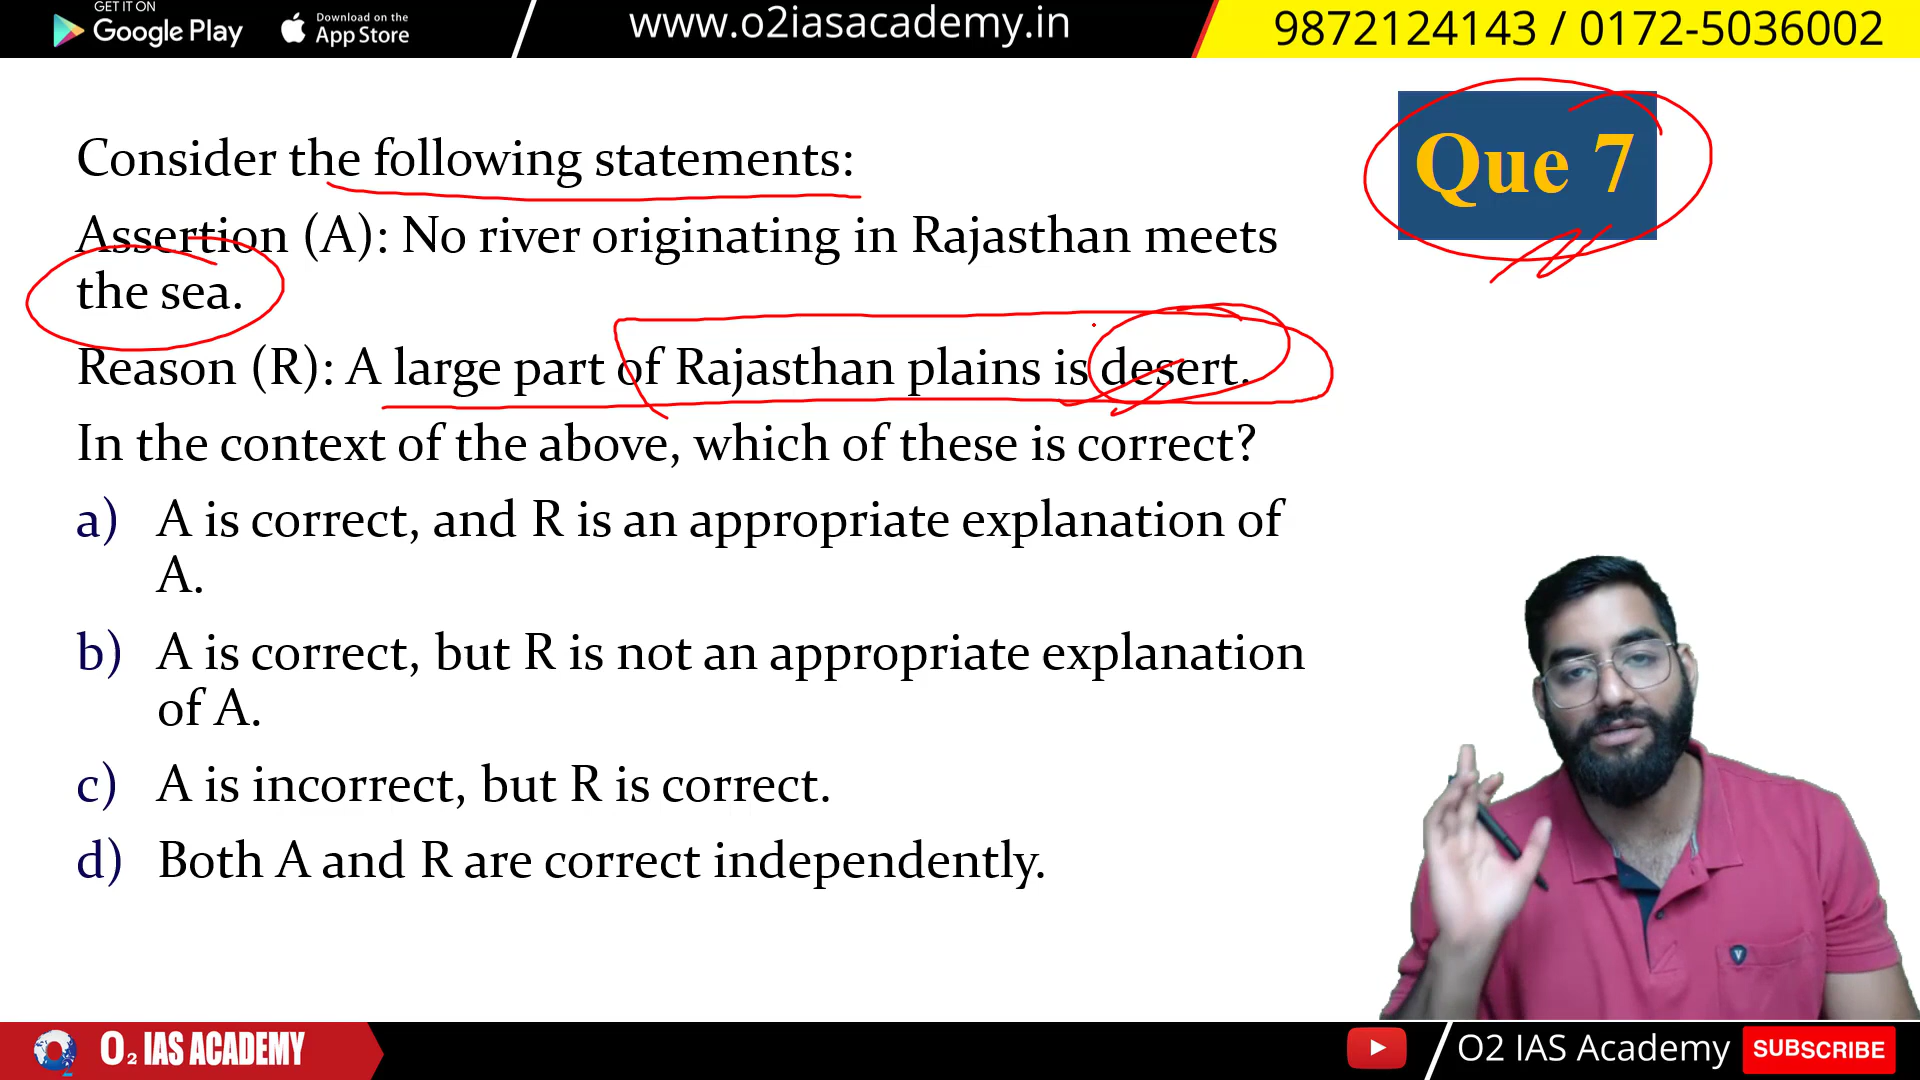 GET IT ON
Google Play
Download on the
App Store
www.o2iasacademy.in
9872124143 / 0172-5036002
Que 7
Consider the following statements:
Assertion (A): No river originating in Rajasthan meets
the sea.
Reason (R): A large part of Rajasthan plains is desert.
In the context of the above, which of these is correct?
a) A is correct, and R is an appropriate explanation of
A.
b) A is correct, but R is not an appropriate explanation
of A.
c) A is incorrect, but R is correct.
d) Both A and R are correct independently.
O2 IAS ACADEMY
O2 IAS Academy
SUBSCRIBE